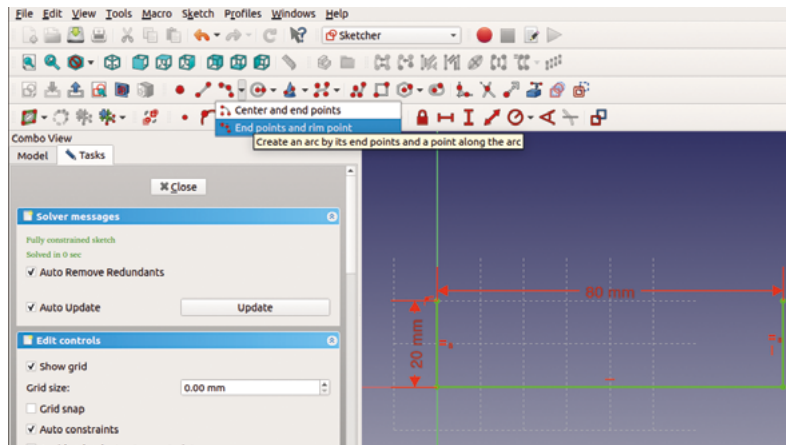 File Edit View Tools Macro Sketch Profiles Windows Help
Sketcher
Center and end points
End points and rim point
Create an arc by its end points and a point along the arc
Combo View
Model Tasks
Close
Solver messages
Fully constrained sketch
Solved in 0 sec
Auto Remove Redundants
Auto Update Update
Edit controls
Show grid
Grid size: 0.00 mm
Grid snap
Auto constraints
80 mm
20 mm